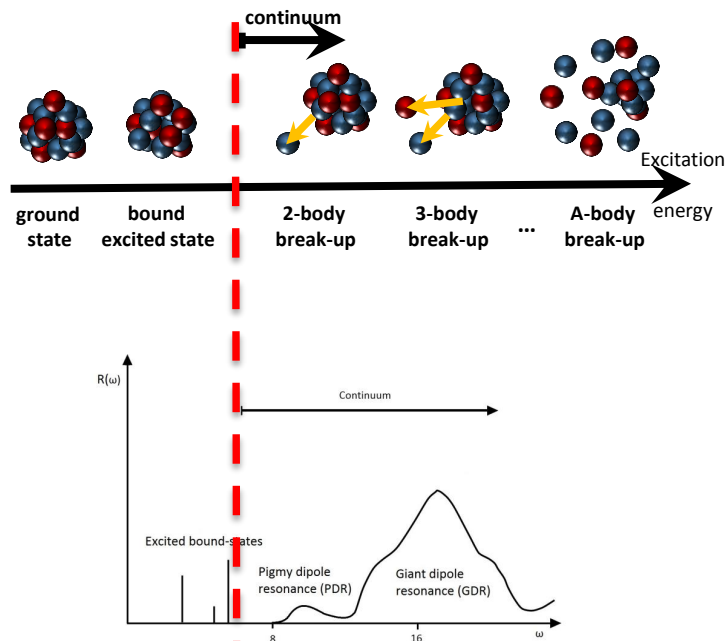 continuum
Excitation
energy
ground
state
bound
excited state
2-body
break-up
3-body
break-up
...
A-body
break-up
R(ω)
Continuum
Excited bound-states
Pigmy dipole
resonance (PDR)
Giant dipole
resonance (GDR)
8
16
ω